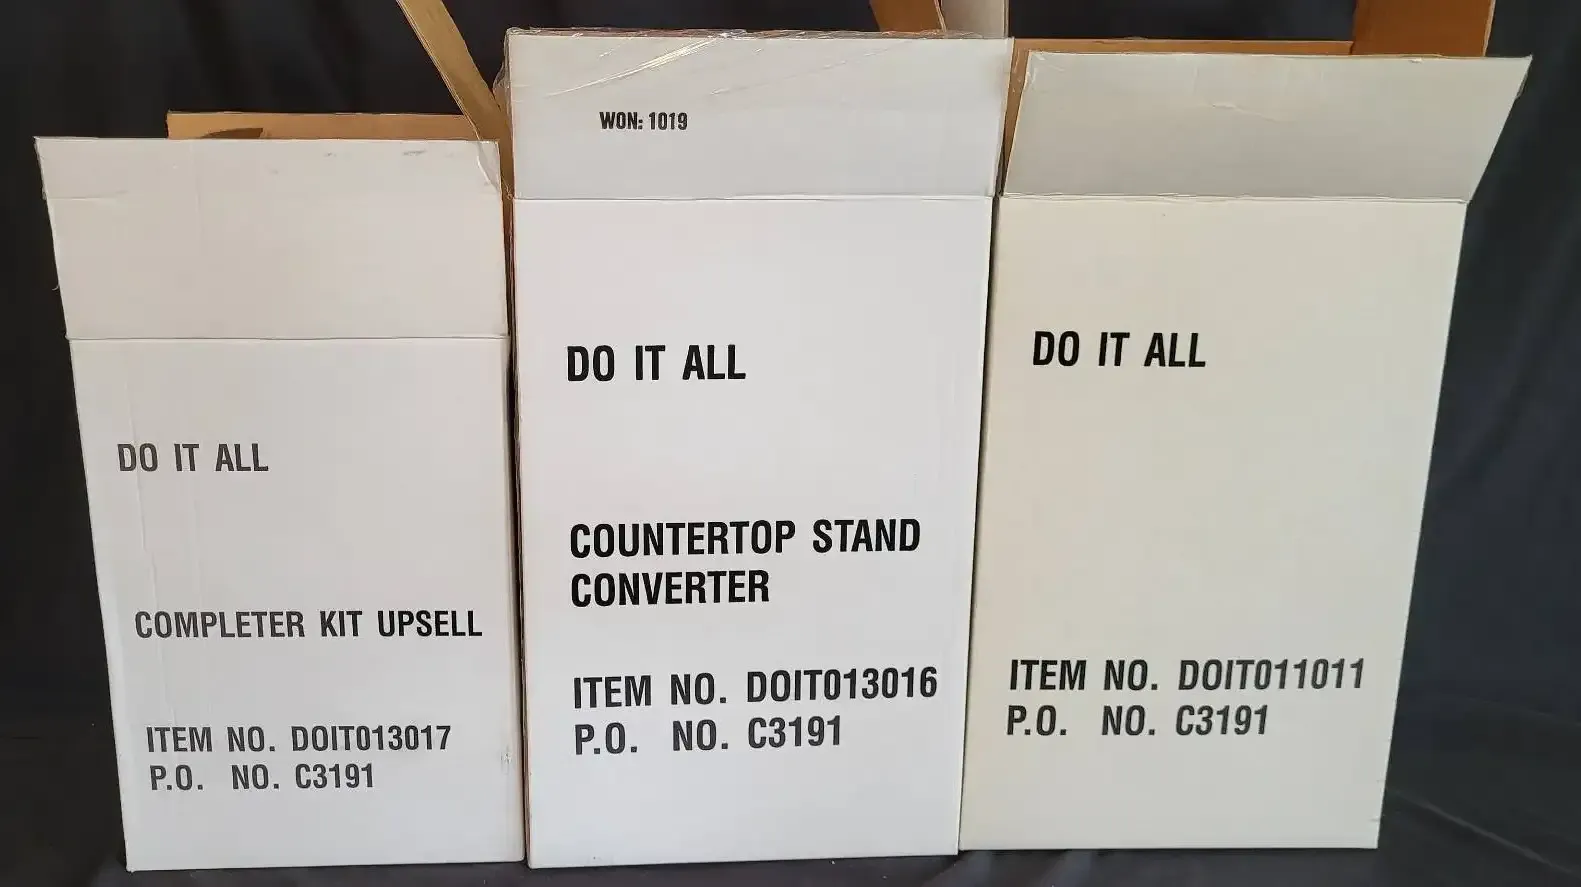 DO IT ALL
COMPLETER KIT UPSELL
ITEM NO. DOIT013017
P.O. NO. C3191
WON: 1019
DO IT ALL
COUNTERTOP STAND
CONVERTER
ITEM NO. DOIT013016
P.O. NO. C3191
DO IT ALL
ITEM NO. DOIT011011
P.O. NO. C3191